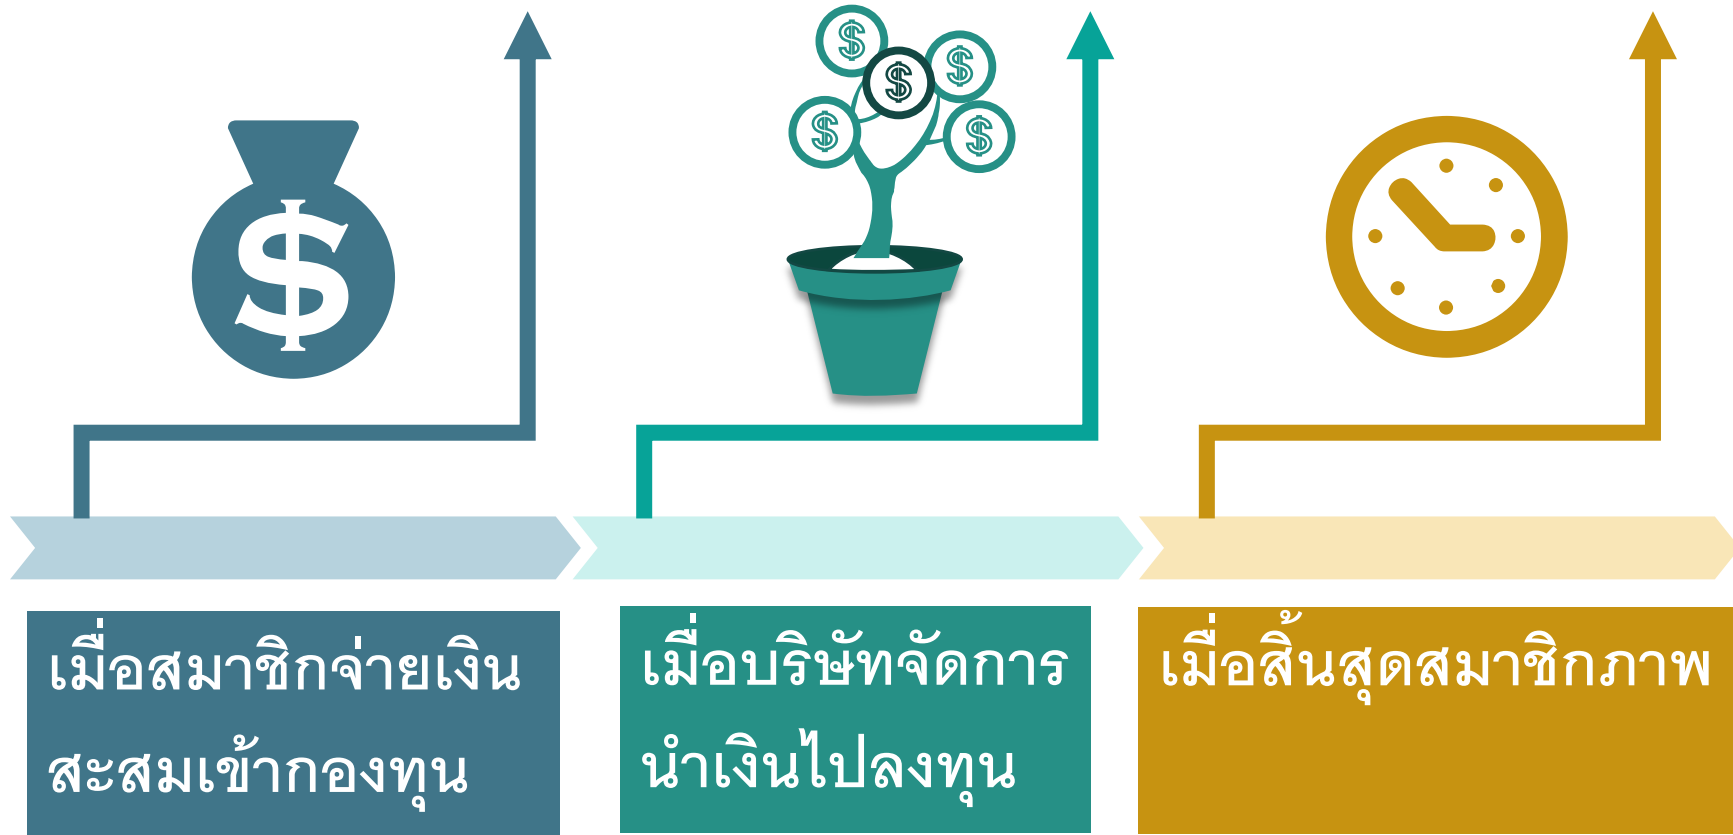 เมื่อสมาชิกจ่ายเงิน
สะสมเข้ากองทุน
เมื่อบริษัทจัดการ
นำเงินไปลงทุน
เมื่อสิ้นสุดสมาชิกภาพ